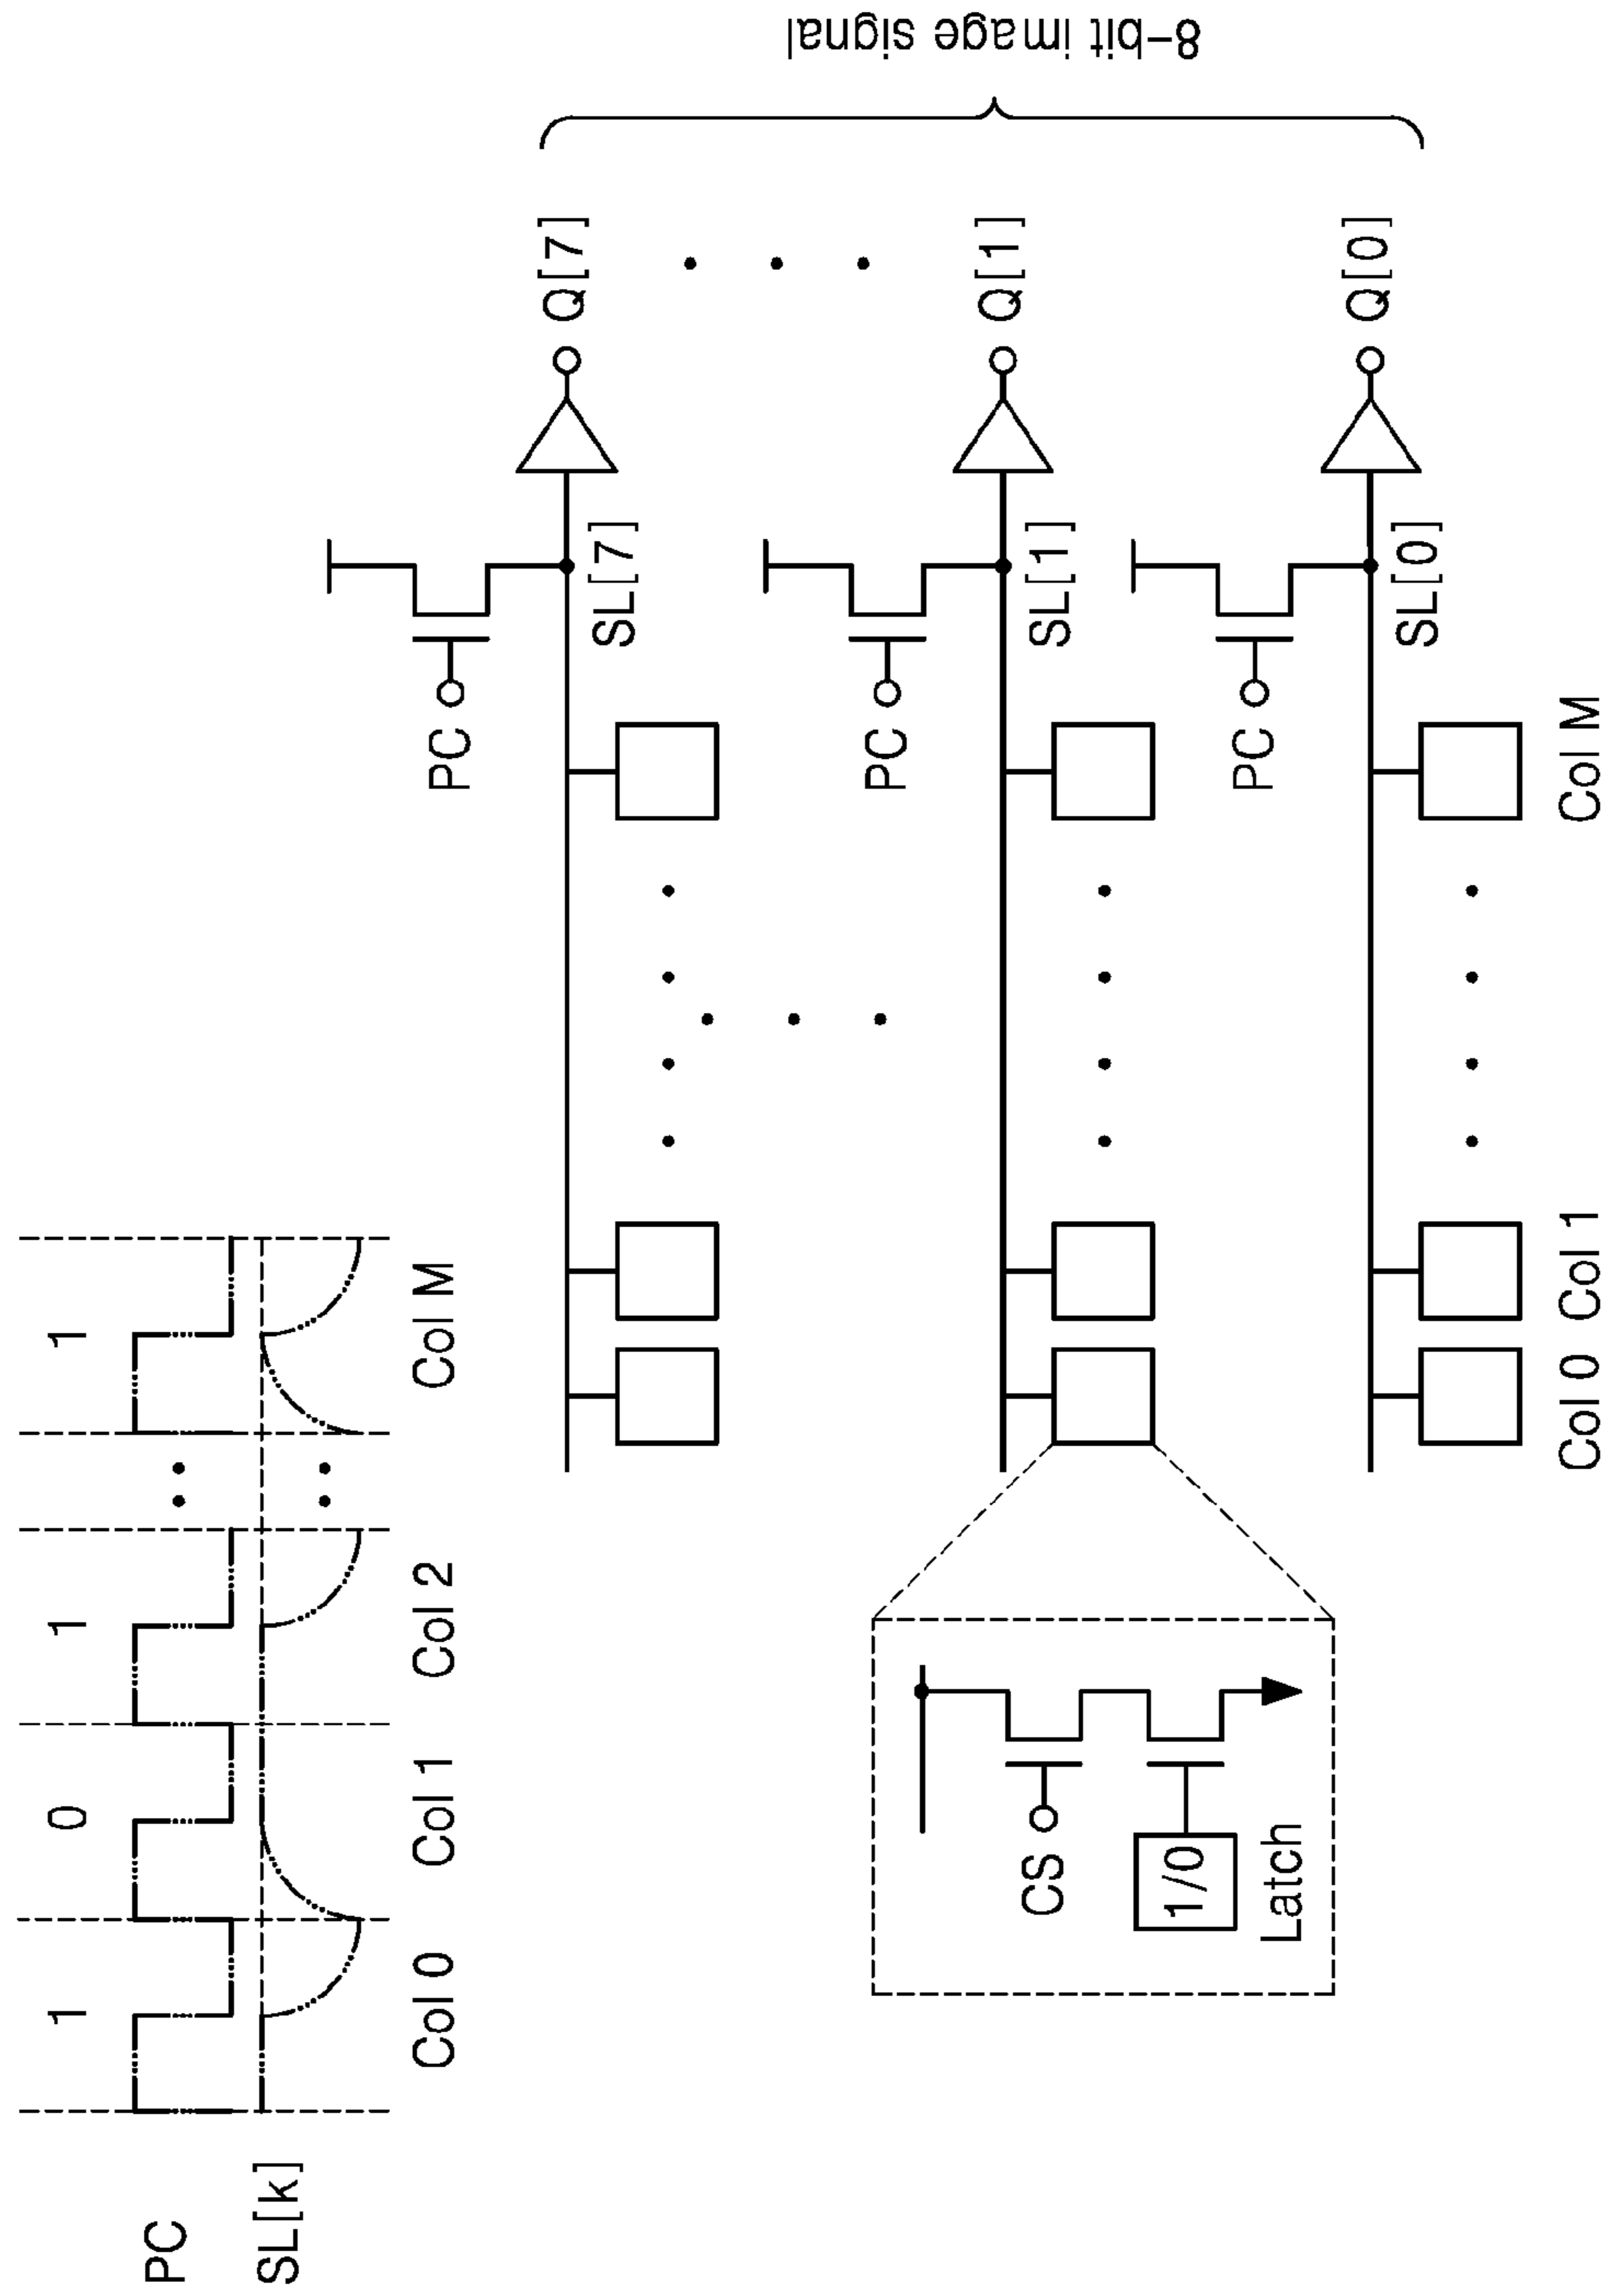 1 0 1 1
PC
SL[k]
Col 0 Col 1 Col 2 Col M
PC
SL[7]
Q[7]
PC
SL[1]
Q[1]
CS
1/0
Latch
PC
SL[0]
Q[0]
Col 0 Col 1 Col M
8-bit image signal